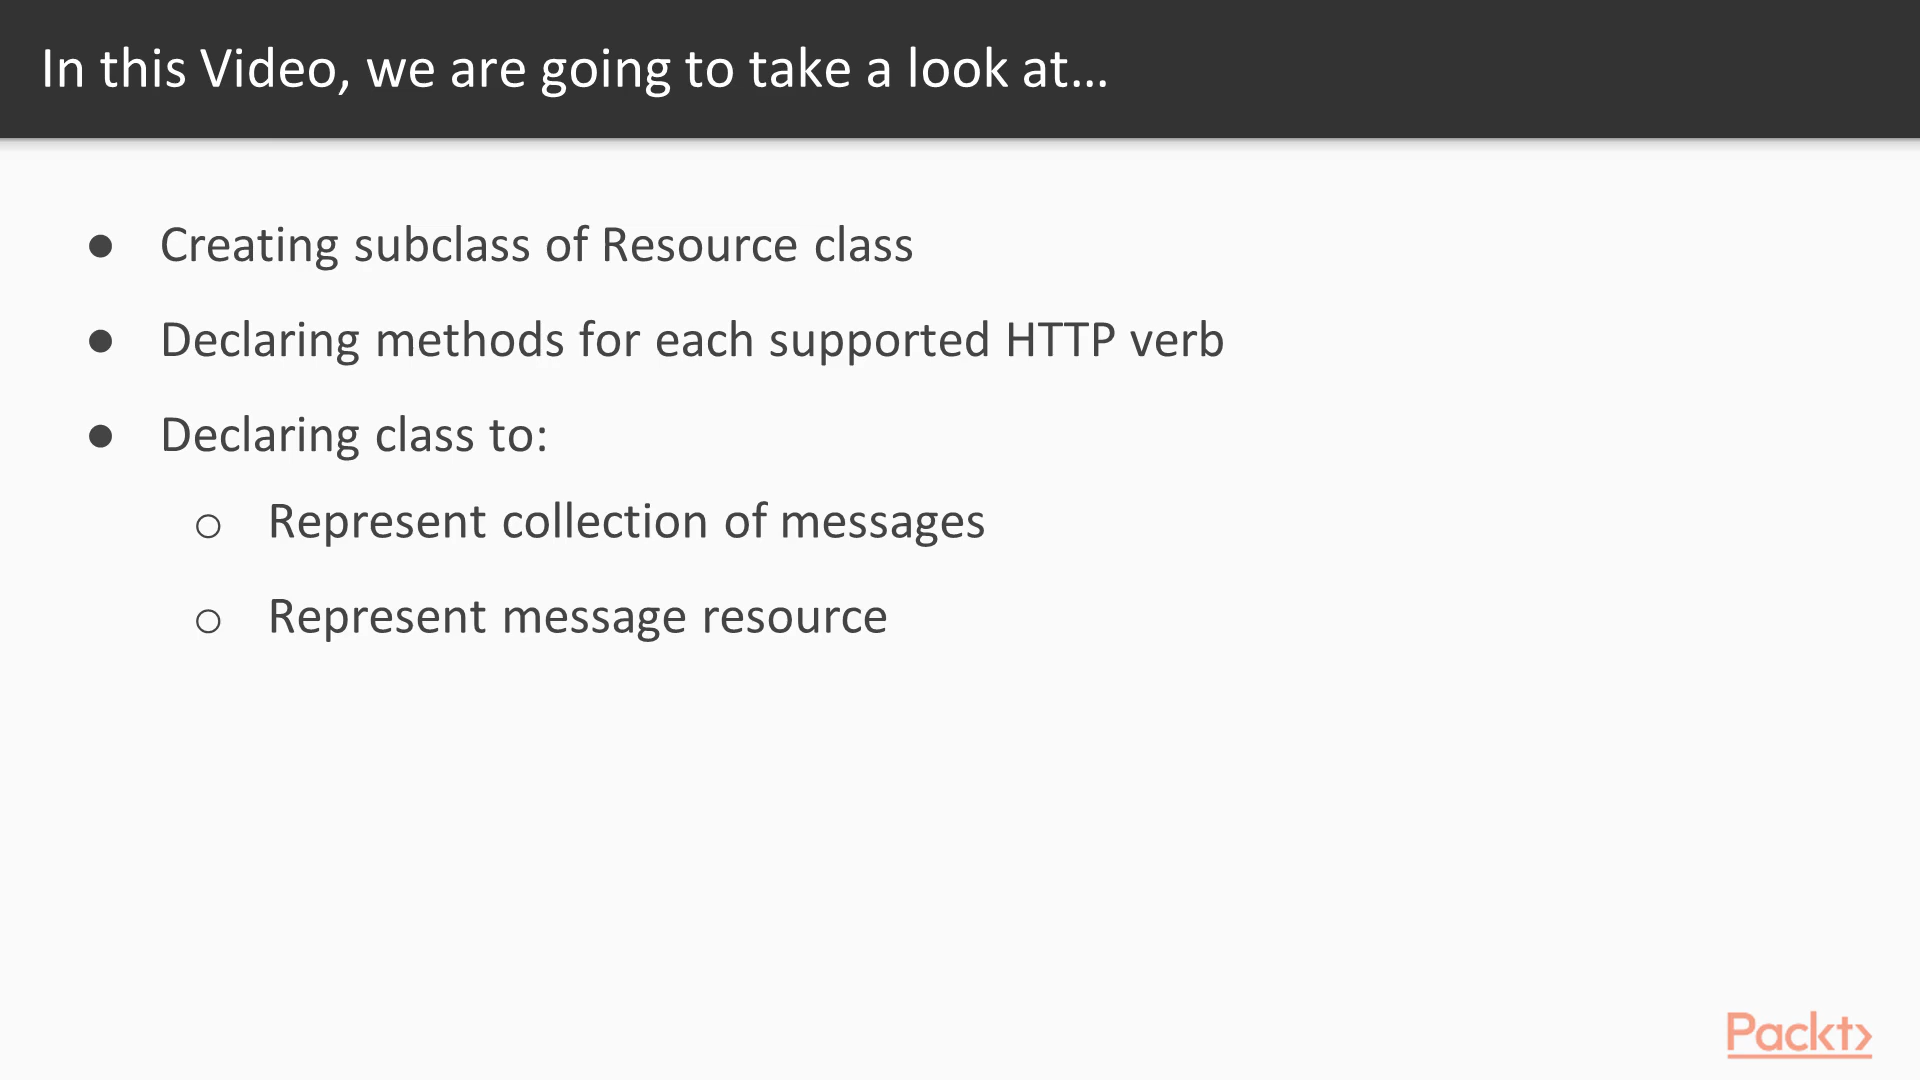 In this Video, we are going to take a look at...
● Creating subclass of Resource class
● Declaring methods for each supported HTTP verb
● Declaring class to:
○ Represent collection of messages
○ Represent message resource
Packt>